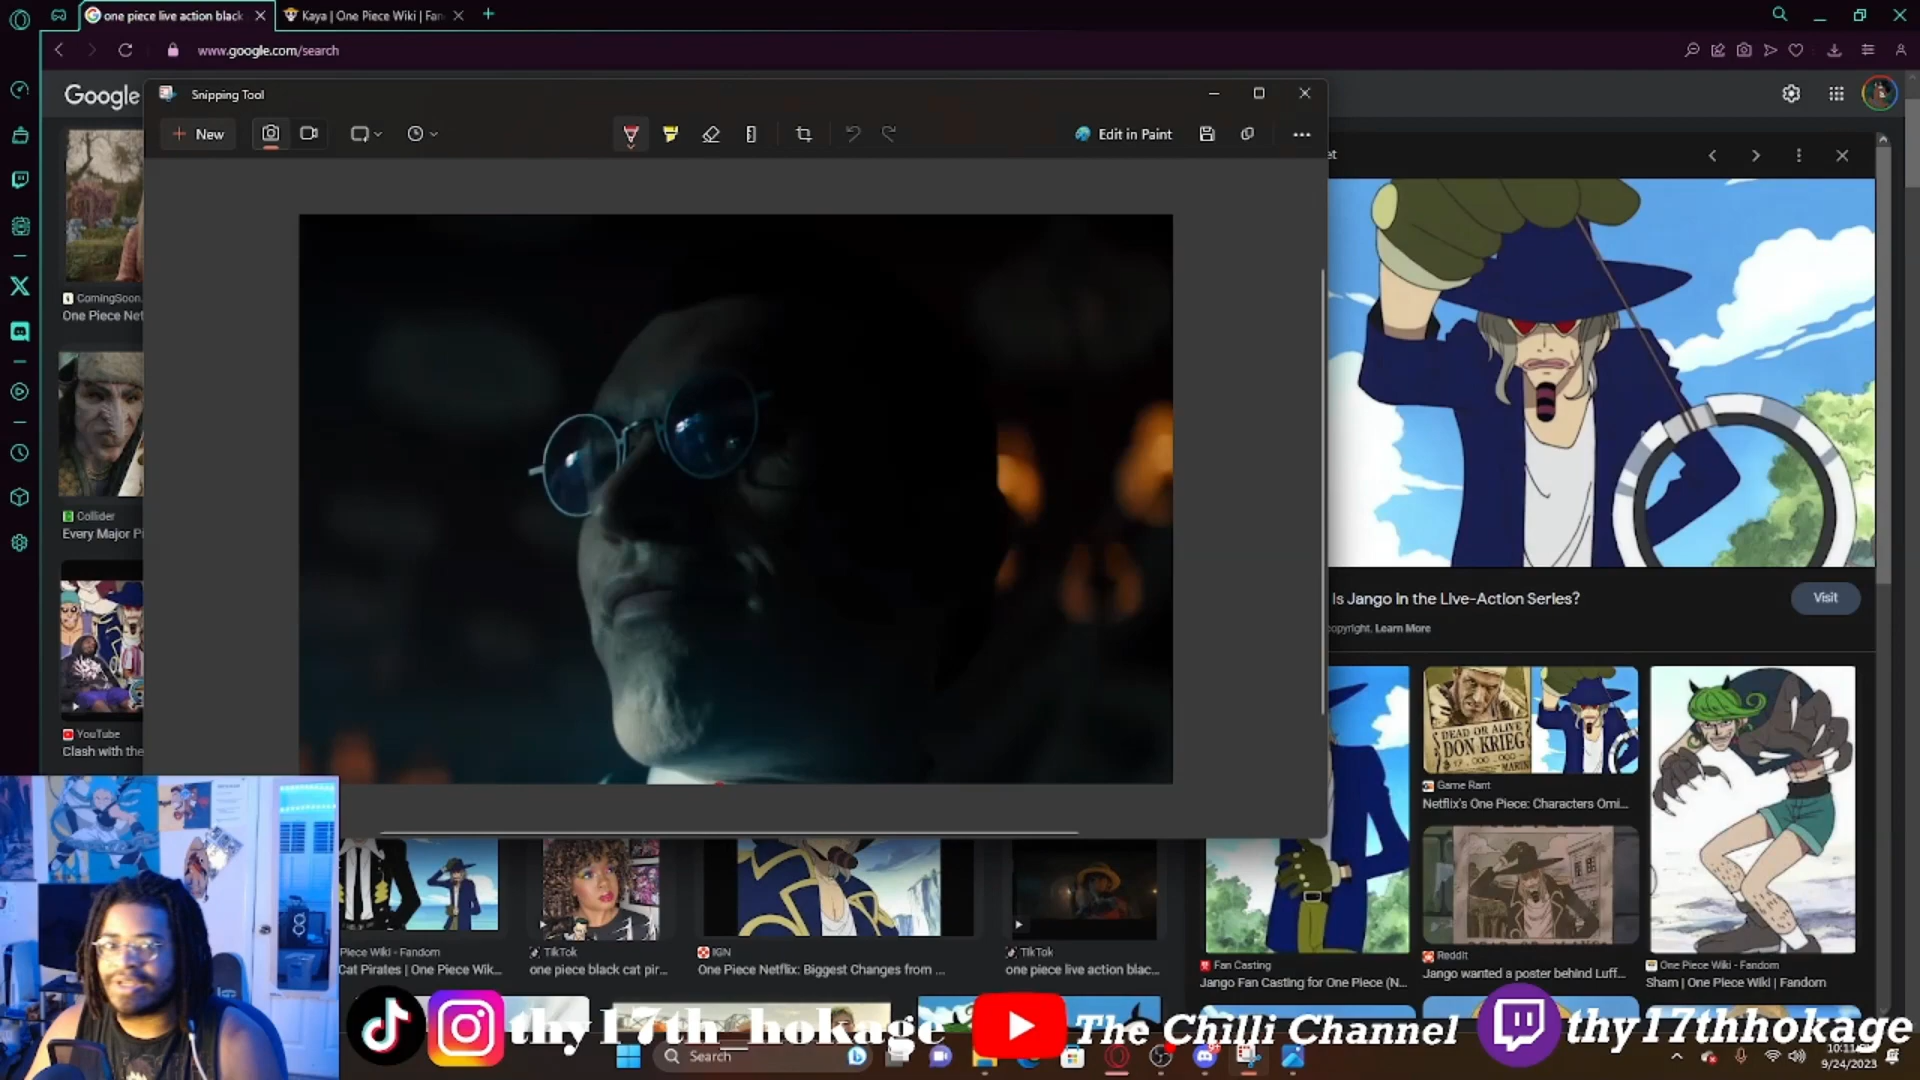 one piece live action black
Kaya | One Piece Wiki | Fan
www.google.com/search
Google
Snipping Tool
New
Edit in Paint
et
ComingSoon.
One Piece Net
Collider
Every Major Pi
YouTube
Clash with the
Is Jango in the Live-Action Series?
Visit
opyright. Learn More
DEAD OR ALIVE
DON KRIEG
MARIN
Game Rant
Netflix's One Piece: Characters Omi...
Piece Wiki - Fandom
Cat Pirates | One Piece Wik...
TikTok
one piece black cat pir...
IGN
One Piece Netflix: Biggest Changes from ...
TikTok
one piece live action blac...
Fan Casting
Jango Fan Casting for One Piece (N...
Reddit
Jango wanted a poster behind Luff...
One Piece Wiki - Fandom
Sham | One Piece Wiki | Fandom
thy17th_hokage
The Chilli Channel
thy17thhokage
Search
10:11
9/24/2023